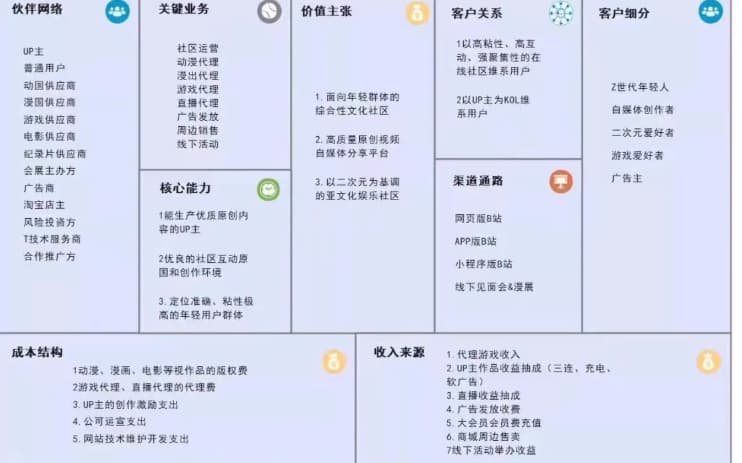 伙伴网络
UP主
普通用户
动国供应商
漫国供应商
游戏供应商
电影供应商
纪录片供应商
会展主办方
广告商
淘宝店主
风险投资方
T技术服务商
合作推广方
关键业务
社区运营
动漫代理
浸出代理
游戏代理
直播代理
广告发放
周边销售
线下活动
核心能力
1能生产优质原创内
容的UP主
2优良的社区互动原
国和创作环境
3.定位准确、粘性极
高的年轻用户群体
价值主张
1.面向年轻群体的
综合性文化社区
2.高质量原创视频
自媒体分享平台
3.以二次元为基调
的亚文化娱乐社区
客户关系
1以高粘性、高互
动、强聚集性的在
线社区维系用户
2以UP主为KOL维
系用户
渠道通路
网页版B站
APP版B站
小程序版B站
线下见面会&漫展
客户细分
Z世代年轻人
自媒体创作者
二次元爱好者
游戏爱好者
广告主
成本结构
1动漫、漫画、电影等视作品的版权费
2游戏代理、直播代理的代理费
3.UP主的创作激励支出
4.公司运宣支出
5.网站技术维护开发支出
收入来源
1.代理游戏收入
2.UP主作品收益抽成（三连、充电、
软广告）
3.直播收益抽成
4.广告发放收费
5.大会员会员费充值
6.商城周边售卖
7线下活动举办收益